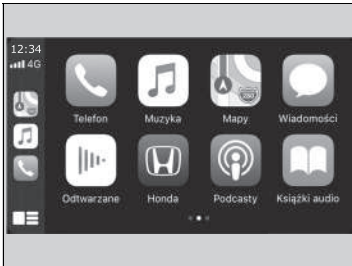 12:34
4G
Telefon
Muzyka
Mapy
Wiadomości
Odtwarzane
Honda
Podcasty
Książki audio